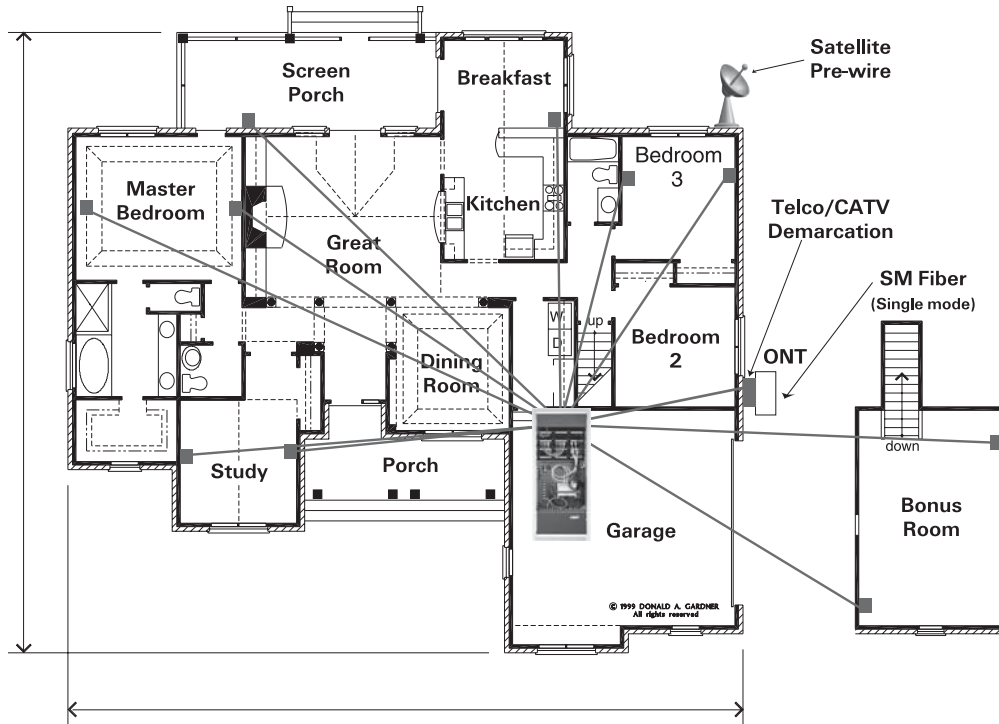 Satellite
Pre-wire
Screen
Porch
Breakfast
Bedroom
3
Master
Bedroom
Kitchen
Telco/CATV
Demarcation
Great
Room
SM Fiber
(Single mode)
W
D
up
Bedroom
2
ONT
Dining
Room
down
Study
Porch
Garage
Bonus
Room
© 1999 DONALD A. GARDNER
All rights reserved